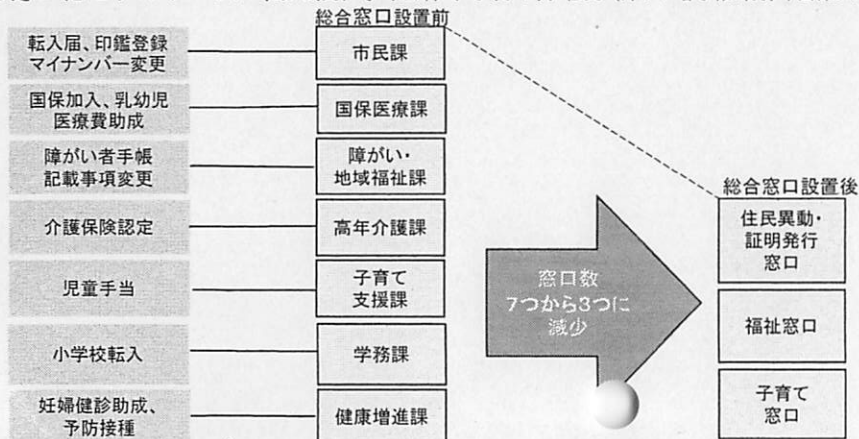 総合窓口設置前
転入届、印鑑登録
マイナンバー変更
市民課
国保加入、乳幼児
医療費助成
国保医療課
障がい者手帳
記載事項変更
障がい・
地域福祉課
介護保険認定
高年介護課
児童手当
子育て
支援課
小学校転入
学務課
妊婦健診助成、
予防接種
健康増進課
窓口数
7つから3つに
減少
総合窓口設置後
住民異動・
証明発行
窓口
福祉窓口
子育て
窓口